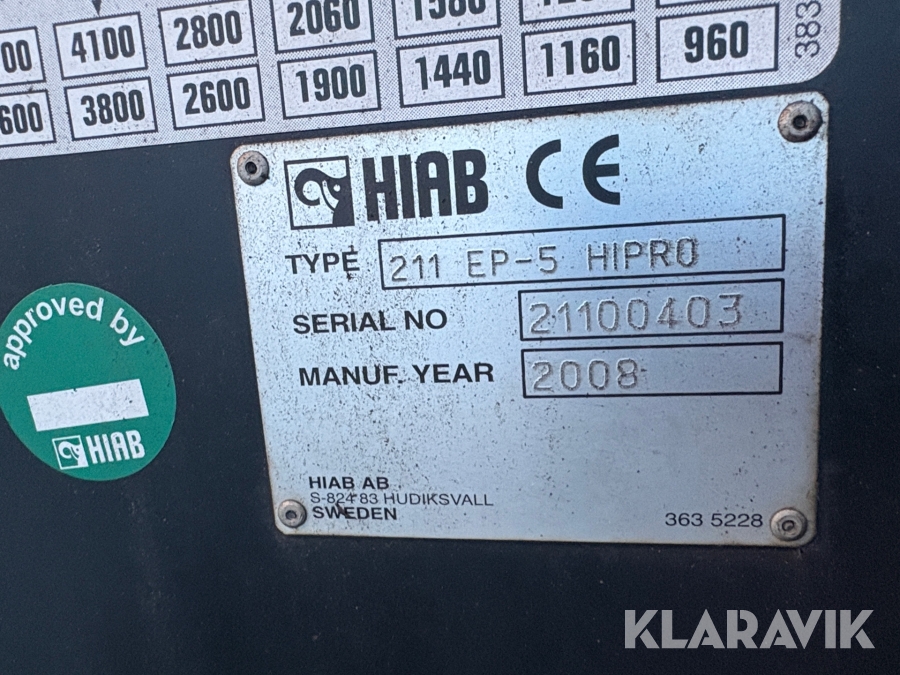 4100 2800 2060
600 3800 2600 1900 1440 1160 960
383
HIAB CE
TYPE 211 EP-5 HIPRO
SERIAL NO 21100403
MANUF. YEAR 2008
HIAB AB
S-824 83 HUDIKSVALL
SWEDEN
363 5228
approved by
HIAB
KLARAVIK